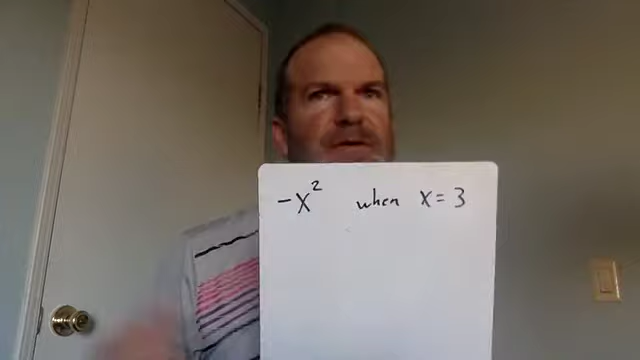 -x² when x = 3